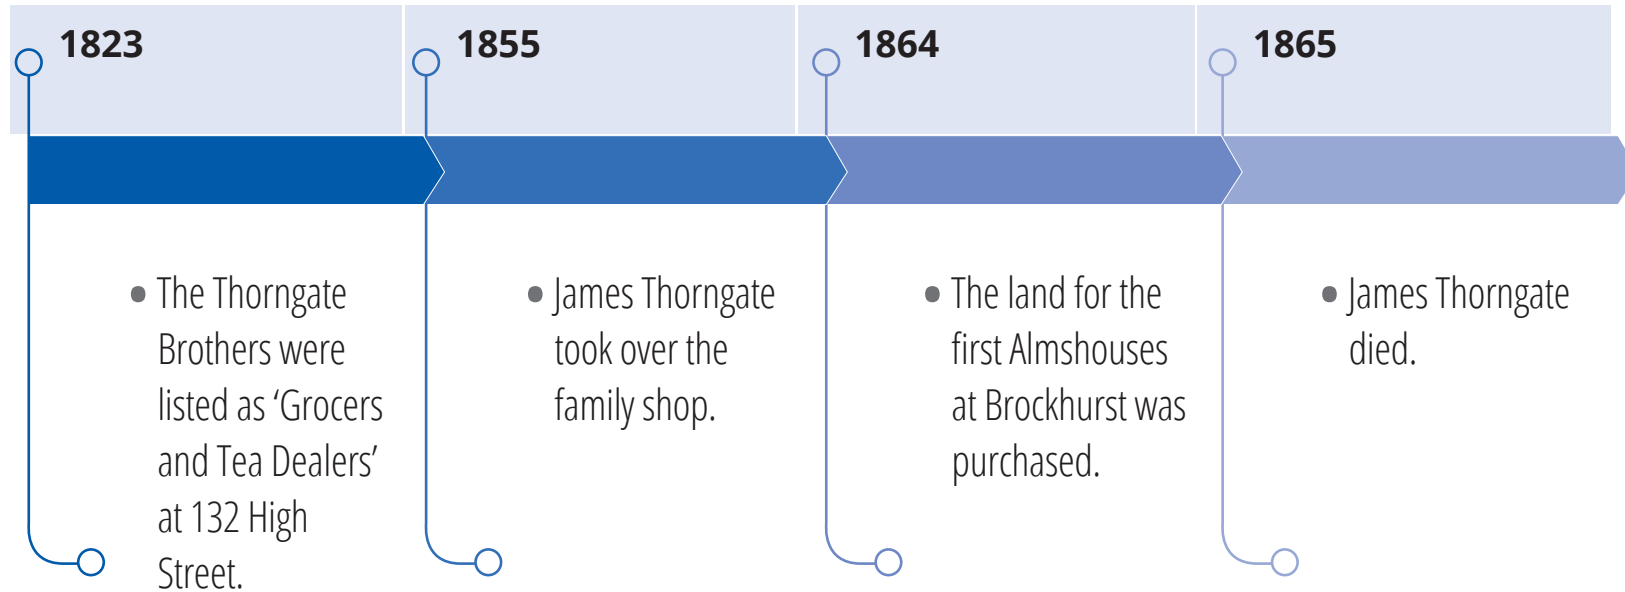 1823
The Thorngate
Brothers were
listed as ‘Grocers
and Tea Dealers’
at 132 High
Street.
1855
James Thorngate
took over the
family shop.
1864
The land for the
first Almshouses
at Brockhurst was
purchased.
1865
James Thorngate
died.